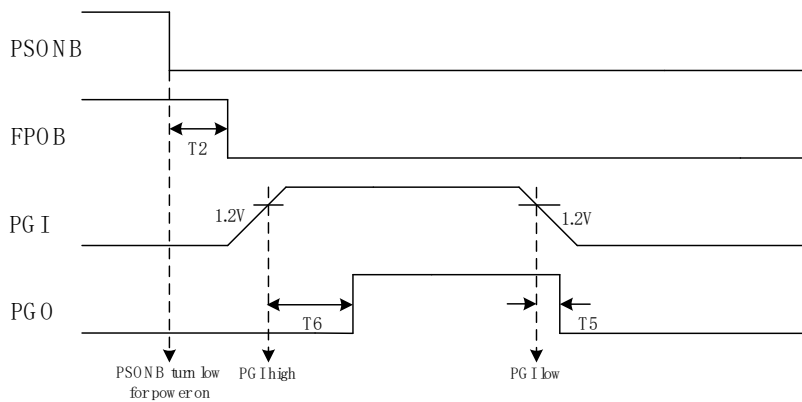 PSONB
FPOB
T2
1.2V
1.2V
PGI
PGO
T6
T5
PSONB turn low
for power on
PGI high
PGI low